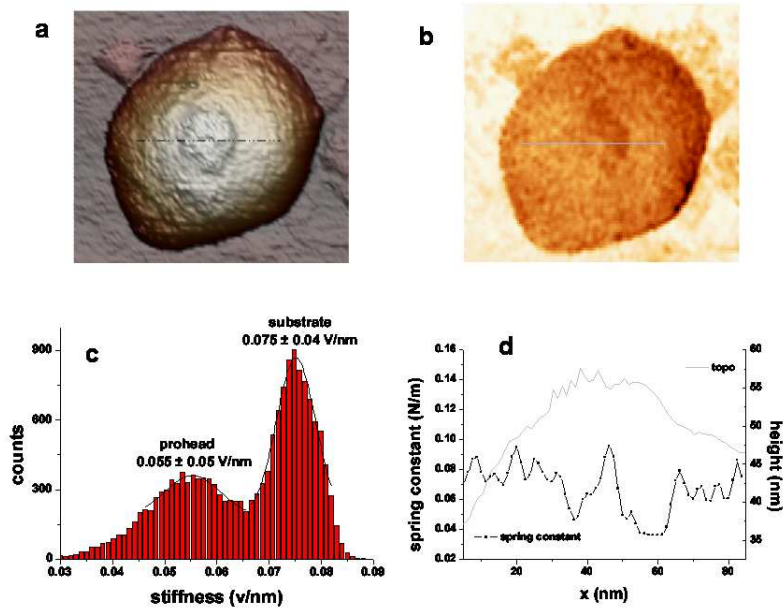 a
b
c
substrate
0.075 ± 0.04 V/nm
prohead
0.055 ± 0.05 V/nm
counts
900
600
300
0
0.03 0.04 0.05 0.06 0.07 0.08 0.09
stiffness (v/nm)
d
topo
spring constant
spring constant (N/m)
0.16
0.14
0.12
0.10
0.08
0.06
0.04
0.02
height (nm)
60
55
50
45
40
35
20 40 60 80
x (nm)